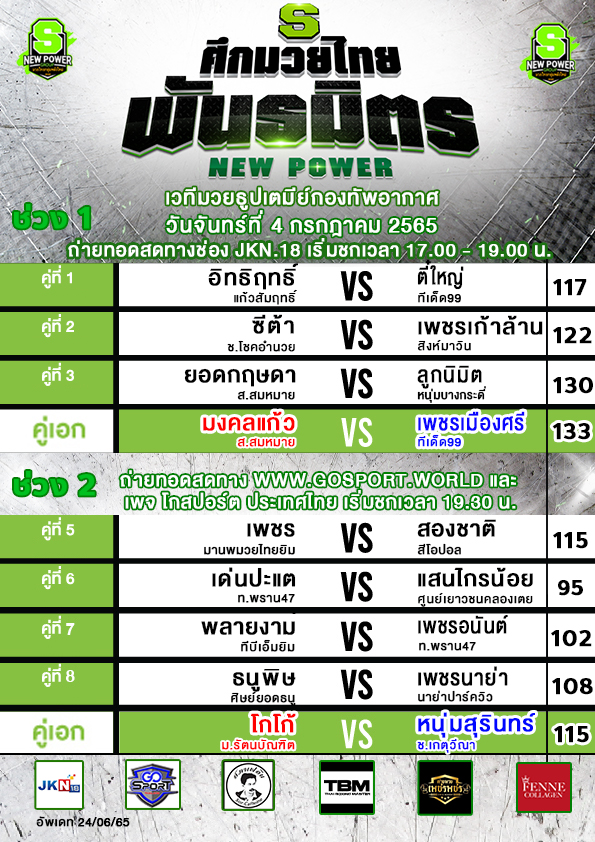 S
NEW POWER
GROUP
S
NEW POWER
GROUP
S
ศึกมวยไทย
พันธมิตร
NEW POWER
เวทีมวยธูปเตมีย์กองทัพอากาศ
ช่วง 1
วันจันทร์ที่ 4 กรกฎาคม 2565
ถ่ายทอดสดทางช่อง JKN.18 เริ่มชกเวลา 17.00 - 19.00 น.
คู่ที่ 1 อิทธิฤทธิ์ VS ตี๋ใหญ่ 117
แก้วสัมฤทธิ์ ทีเด็ด99
คู่ที่ 2 ซีต้า VS เพชรเก้าล้าน 122
ช.โชคอำนวย สิงห์มาวิน
คู่ที่ 3 ยอดกฤษดา VS ลูกนิมิต 130
ส.สมหมาย หนุ่มบางกระดี่
คู่เอก มงคลแก้ว VS เพชรเมืองศรี 133
ส.สมหมาย ทีเด็ด99
ช่วง 2 ถ่ายทอดสดทาง WWW.GOSPORT.WORLD และ
เพจ โกสปอร์ต ประเทศไทย เริ่มชกเวลา 19.30 น.
คู่ที่ 5 เพชร VS สองชาติ 115
มานพมวยไทยยิม สีโอปอล
คู่ที่ 6 เด่นปะแต VS แสนไกรน้อย 95
ท.พราน47 ศูนย์เยาวชนคลองเตย
คู่ที่ 7 พลายงาม VS เพชรอนันต์ 102
ทีบีเอ็มยิม ท.พราน47
คู่ที่ 8 ธนูพิษ VS เพชรนาย่า 108
ศิษย์ยอดธนู นาย่าปาร์ควิว
คู่เอก โกโก้ VS หนุ่มสุรินทร์ 115
ม.รัตนบัณฑิต ช.เกตุวีณา
JKN 18
GO SPORT
TBM
THAI BOXING MASTER
เพชรพัชร
FENNE
COLLAGEN
อัพเดท 24/06/65